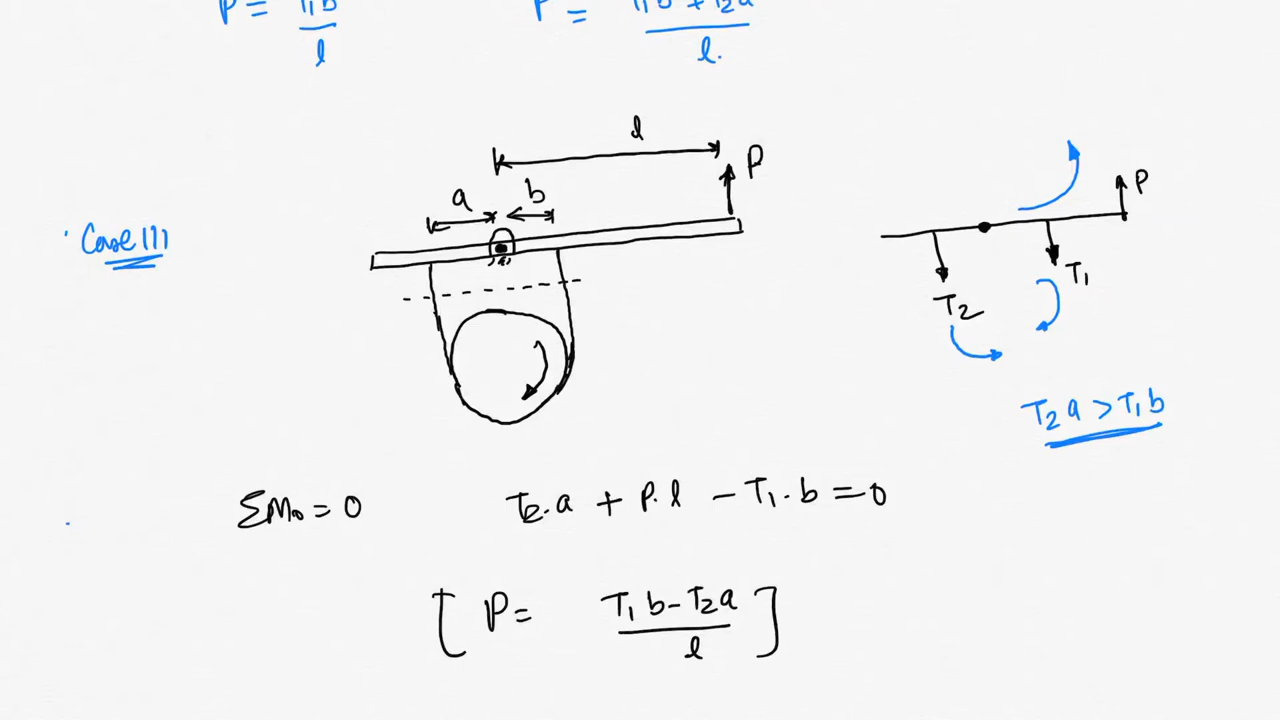 P = T₁b / l P = T₁b + T₂a / l.
l
P
a b
Case III
P
T₁
T₂
T₂a > T₁b
ΣM₀ = 0 T₂.a + P.l - T₁.b = 0
[ P = T₁b - T₂a / l ]